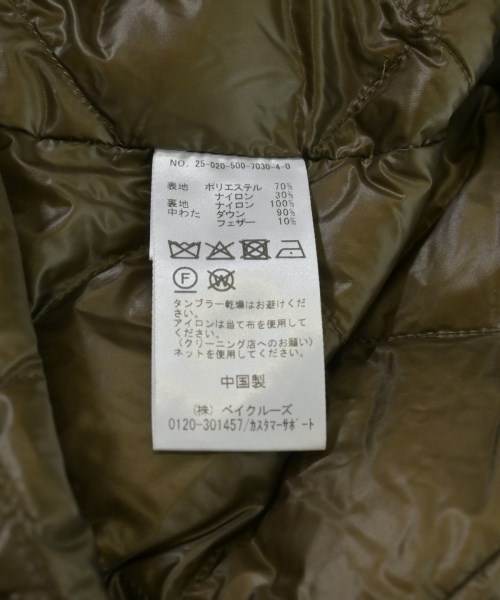 NO. 25-020-500-7030-4-0
表地 ポリエステル 70%
ナイロン 30%
裏地 ナイロン 100%
中わた ダウン 90%
フェザー 10%
F W
タンブラー乾燥はお避けくだ
さい。
アイロンは当て布を使用して
ください。
(クリーニング店へのお願い)
ネットを使用してください。
中国製
(株) ベイクルーズ
0120-301457/カスタマーサポート